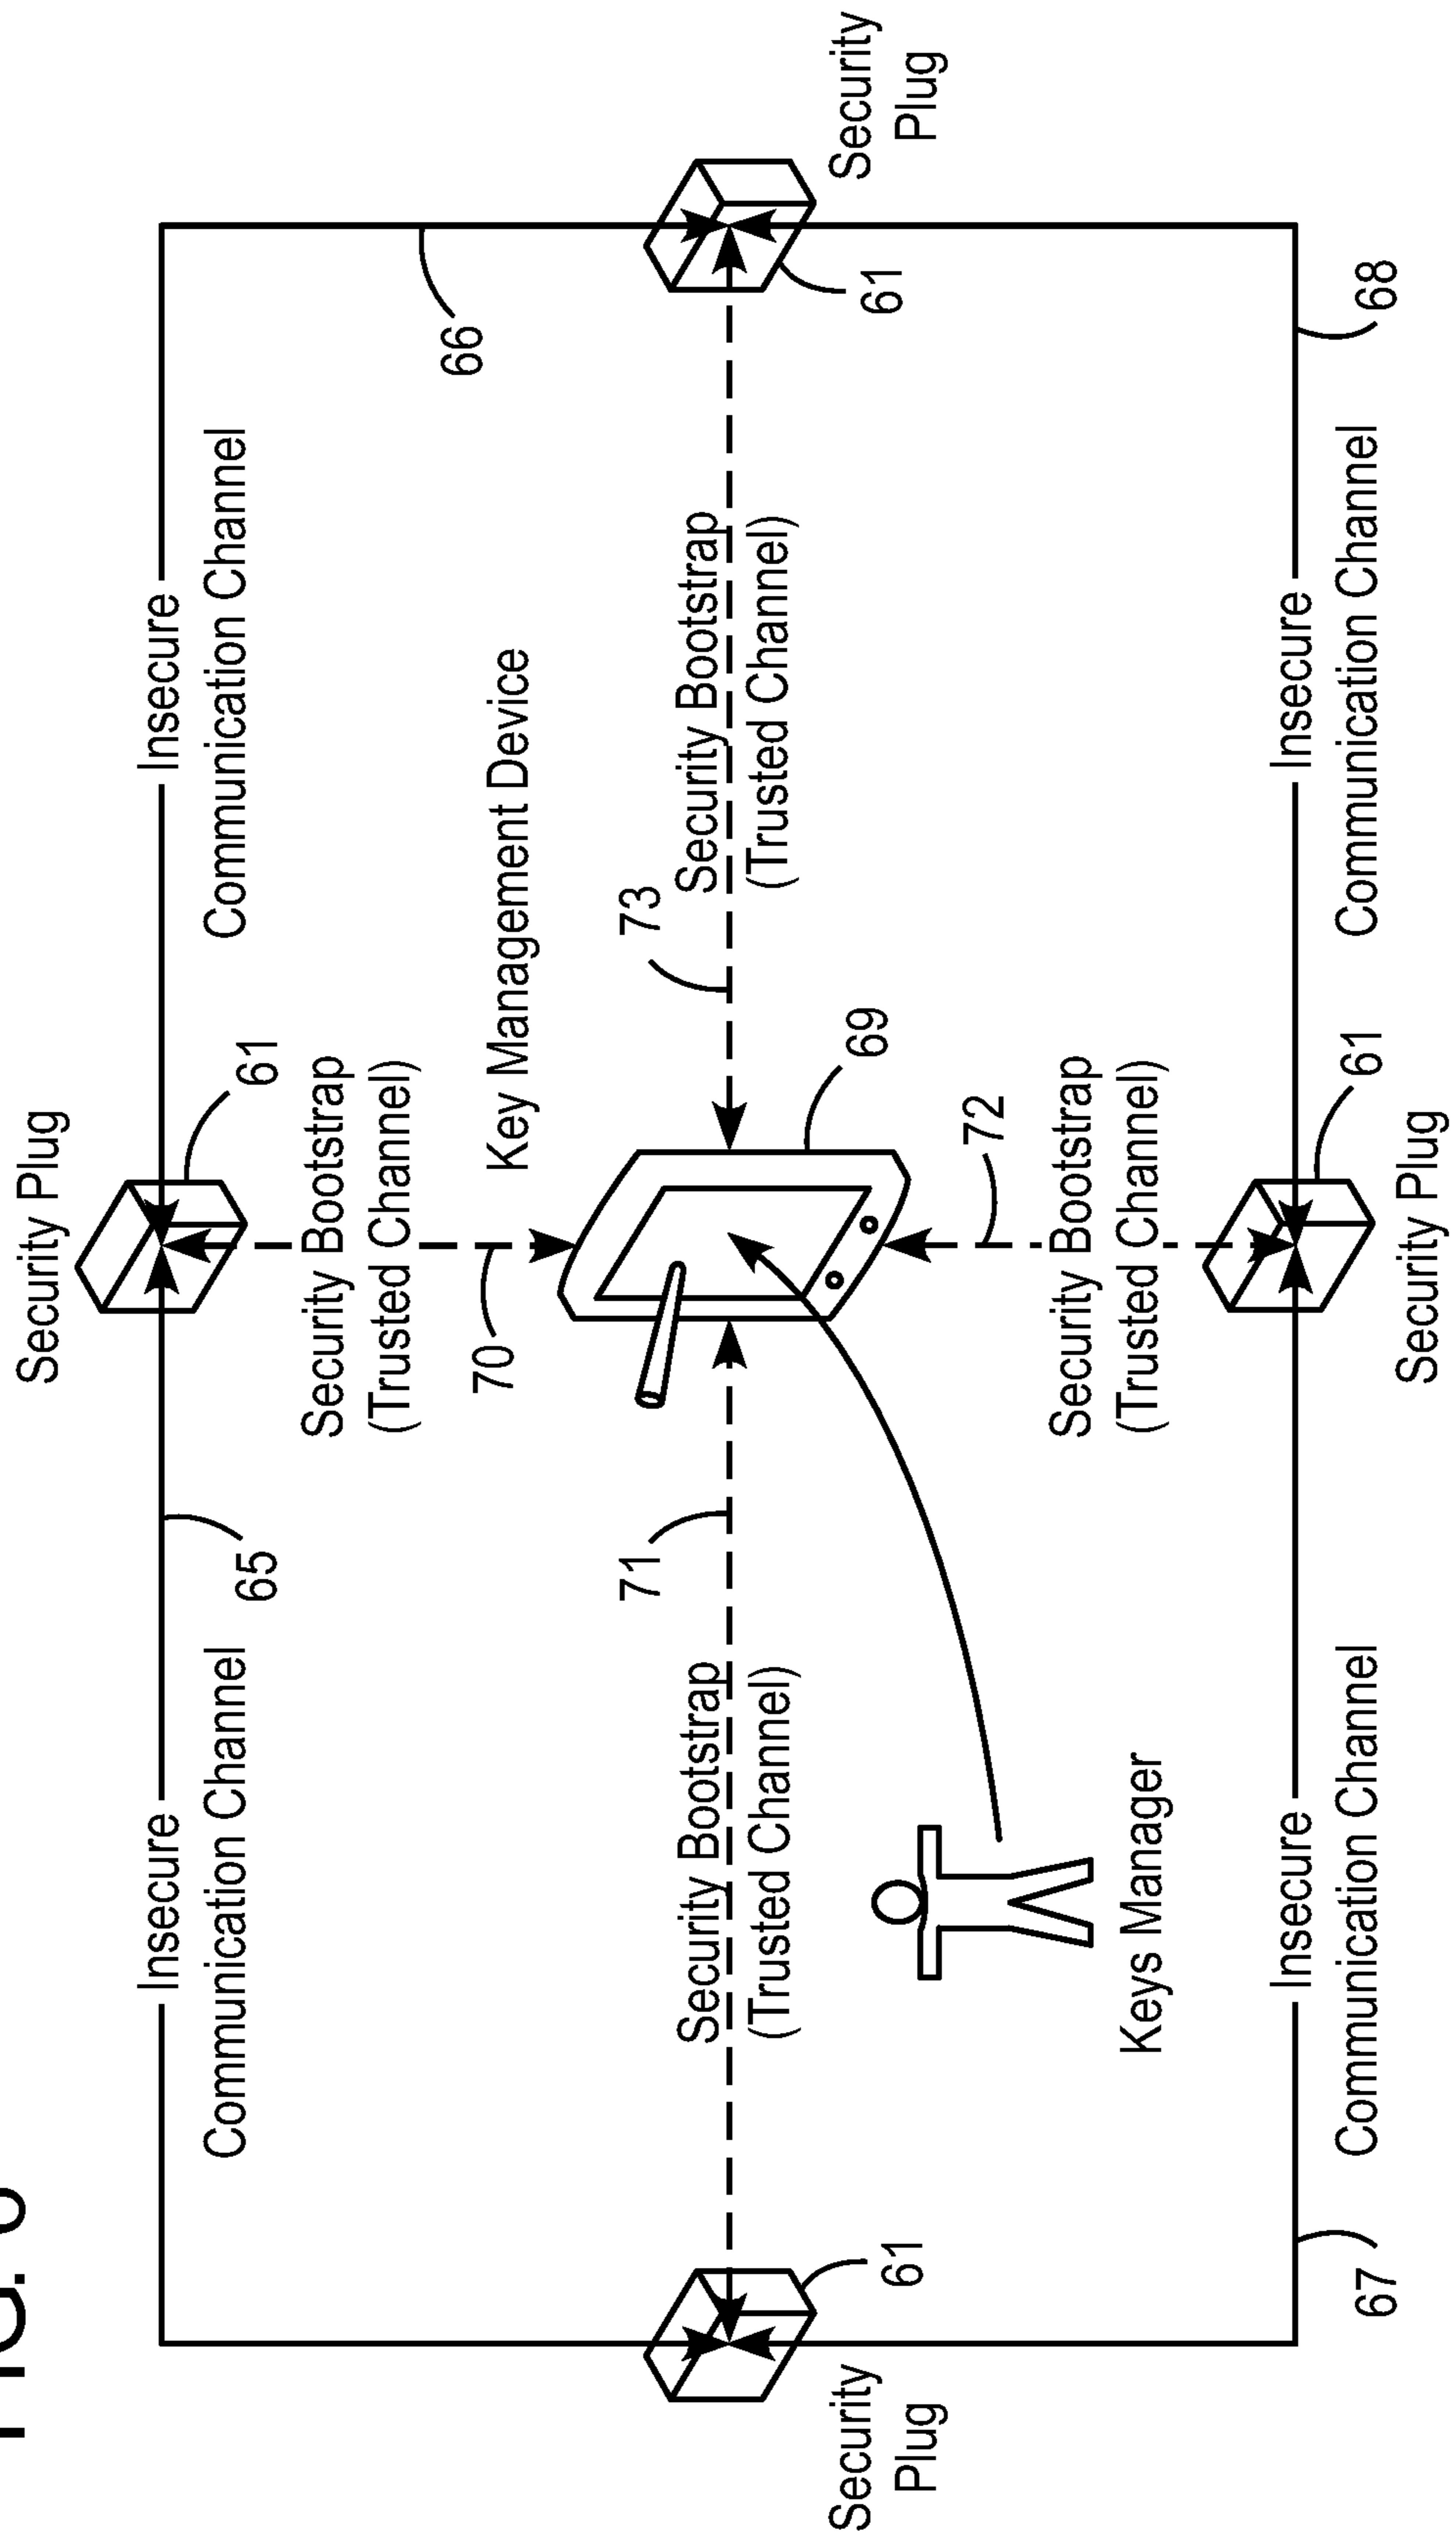 FIG.
Security Plug
Insecure
Communication Channel
65
61
Insecure
Communication Channel
Security Bootstrap
(Trusted Channel)
70
Key Management Device
66
71
73
Security Bootstrap
(Trusted Channel)
Security Bootstrap
(Trusted Channel)
Security
Plug
61
69
61
Security
Plug
Keys Manager
72
Security Bootstrap
(Trusted Channel)
Insecure
Communication Channel
67
61
Insecure
Communication Channel
68
Security Plug